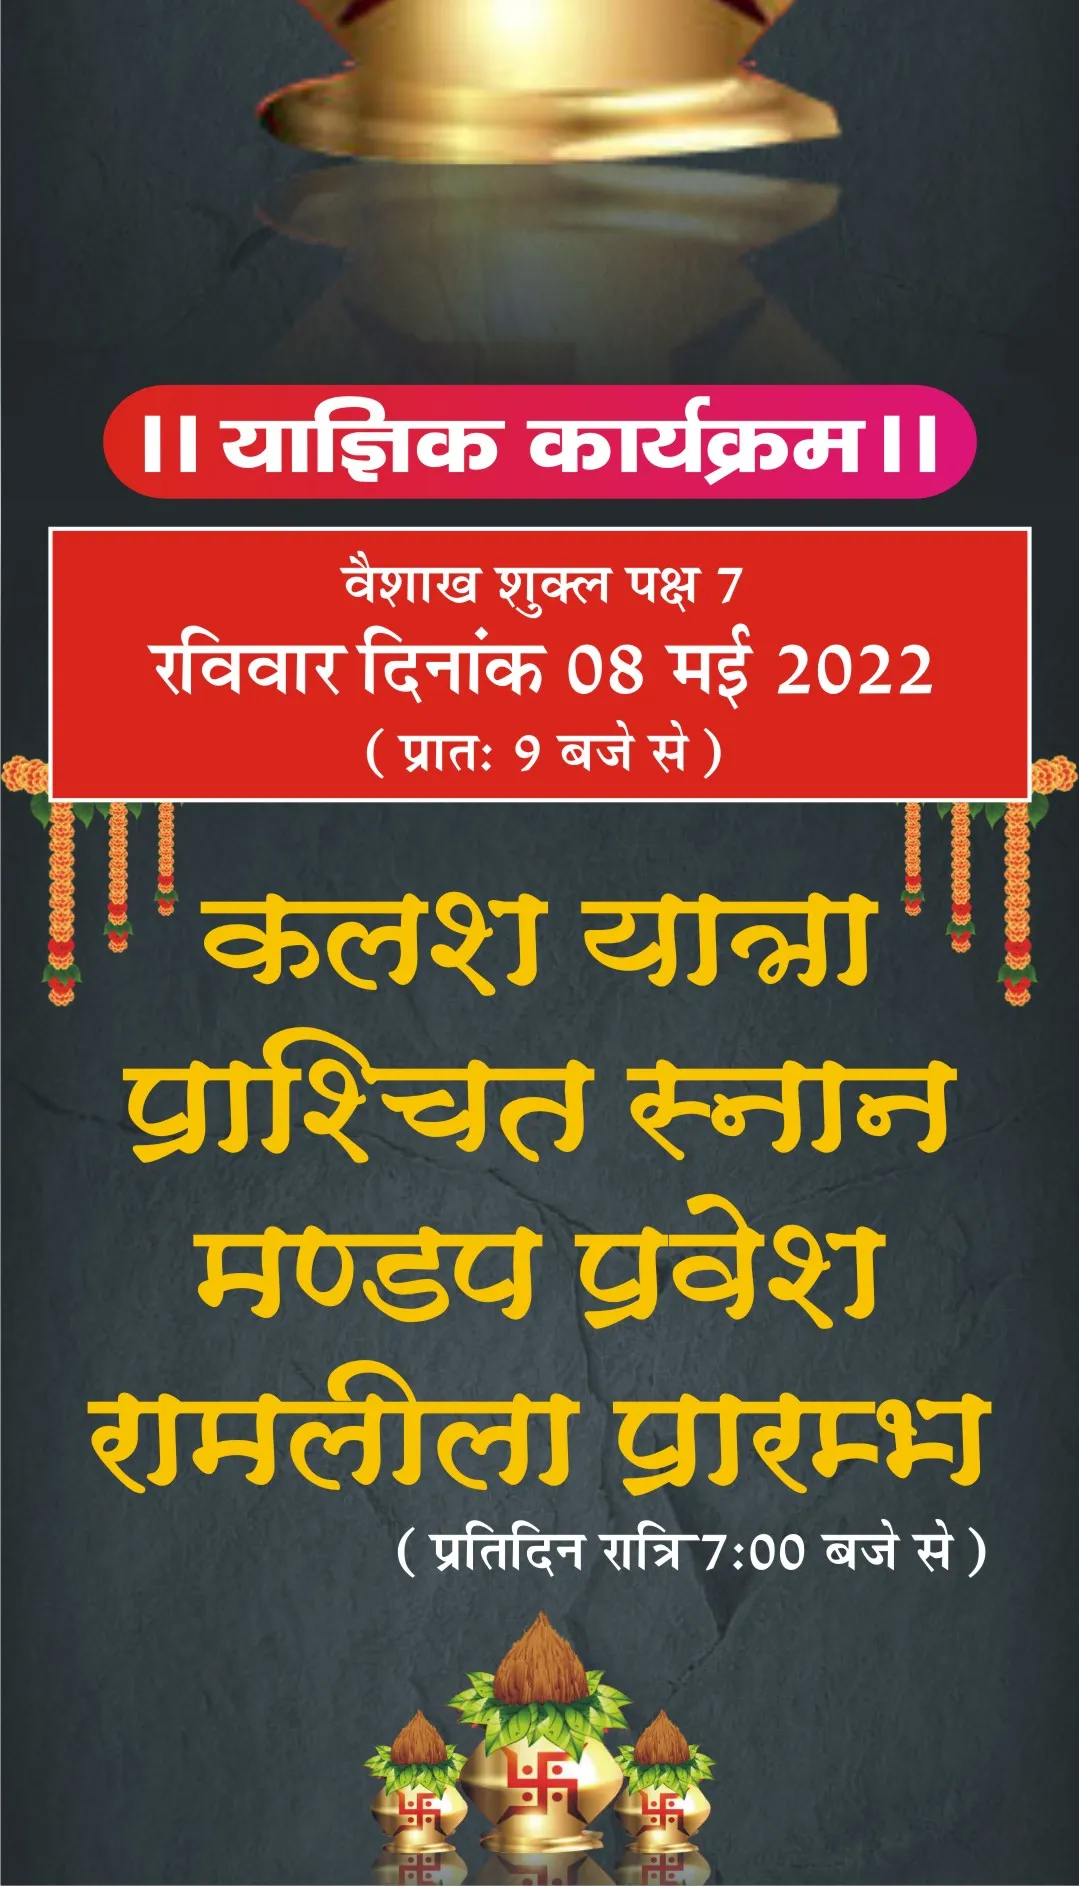 ।। याज्ञिक कार्यक्रम ।।
वैशाख शुक्ल पक्ष 7
रविवार दिनांक 08 मई 2022
( प्रातः 9 बजे से )
कलश यात्रा
प्राश्चित स्नान
मण्डप प्रवेश
रामलीला प्रारम्भ
( प्रतिदिन रात्रि 7:00 बजे से )